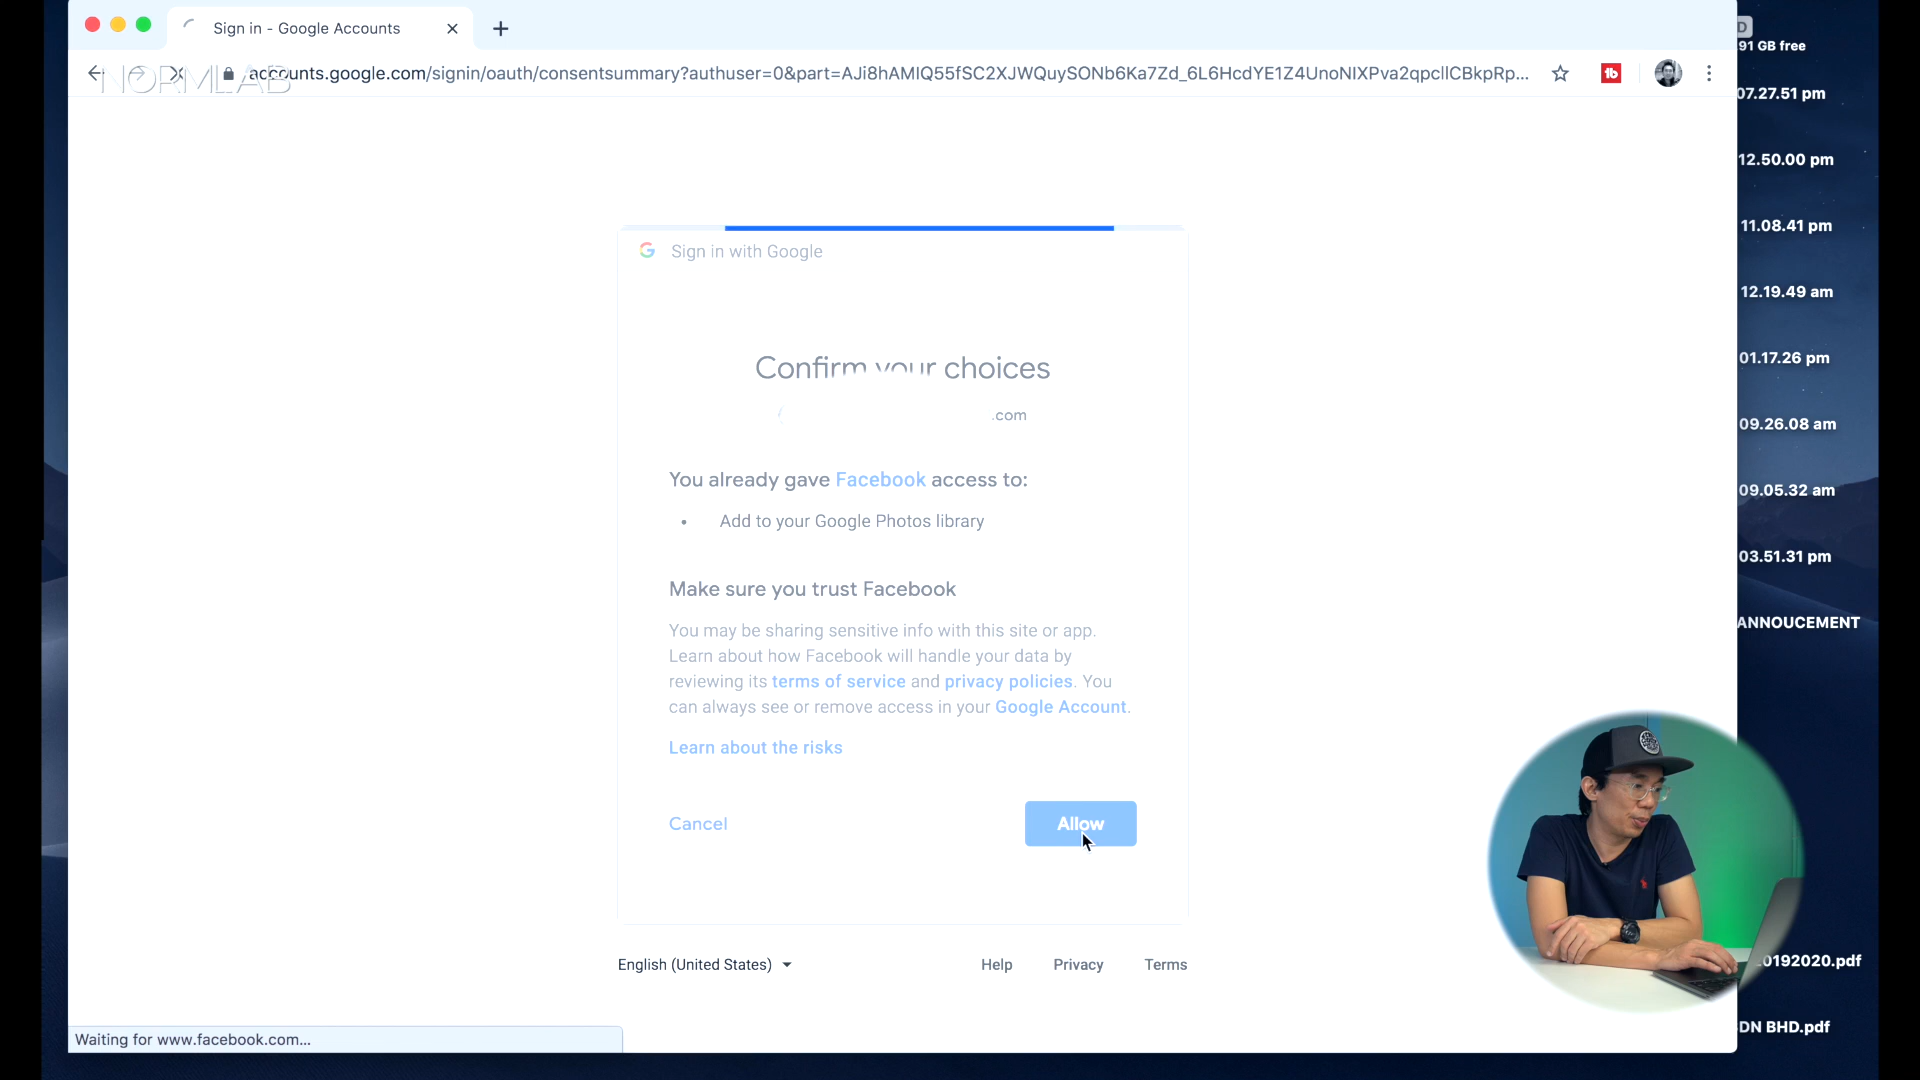 Sign in - Google Accounts
NORMLAB
accounts.google.com/signin/oauth/consentsummary?authuser=0&part=AJi8hAMIQ55fSC2XJWQuySONb6Ka7Zd_6L6HcdYE1Z4UnoNIXPva2qpcllCBkpRp...
Sign in with Google
Confirm your choices
.com
You already gave Facebook access to:
• Add to your Google Photos library
Make sure you trust Facebook
You may be sharing sensitive info with this site or app.
Learn about how Facebook will handle your data by
reviewing its terms of service and privacy policies. You
can always see or remove access in your Google Account.
Learn about the risks
Cancel
Allow
English (United States)
Help
Privacy
Terms
Waiting for www.facebook.com...
D
91 GB free
07.27.51 pm
12.50.00 pm
11.08.41 pm
12.19.49 am
01.17.26 pm
09.26.08 am
09.05.32 am
03.51.31 pm
ANNOUCEMENT
0192020.pdf
DN BHD.pdf